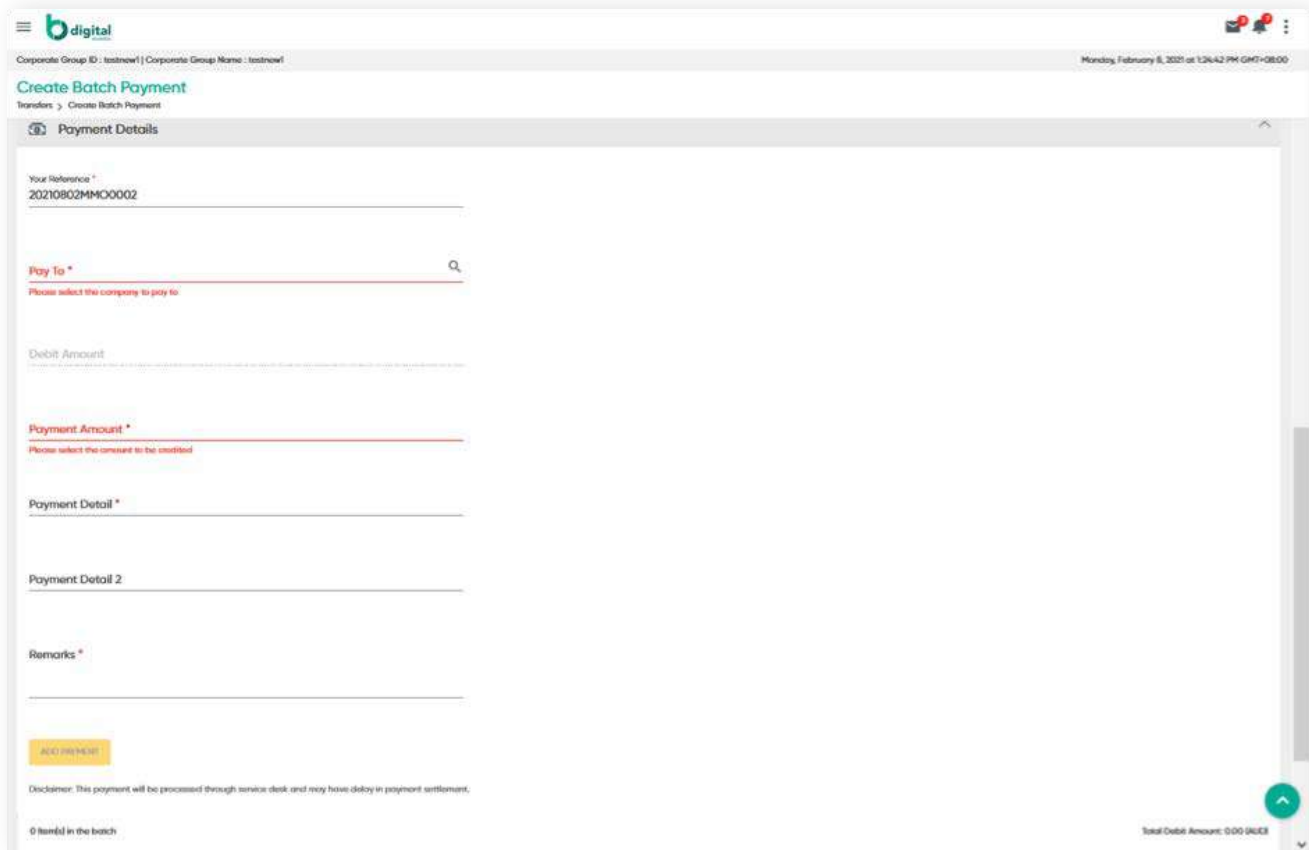 b digital
Corporate Group ID : testnew1 | Corporate Group Name : testnew1
Monday, February 8, 2021 at 1:24:42 PM GMT+08:00
Create Batch Payment
Transfers > Create Batch Payment
Payment Details
Your Reference *
20210802MMO0002
Pay To *
Please select the company to pay to
Debit Amount
Payment Amount *
Please select the amount to be credited
Payment Detail *
Payment Detail 2
Remarks *
ADD PAYMENT
Disclaimer: This payment will be processed through service desk and may have delay in payment settlement.
0 Item(s) in the batch
Total Debit Amount: 0.00 (AUD)